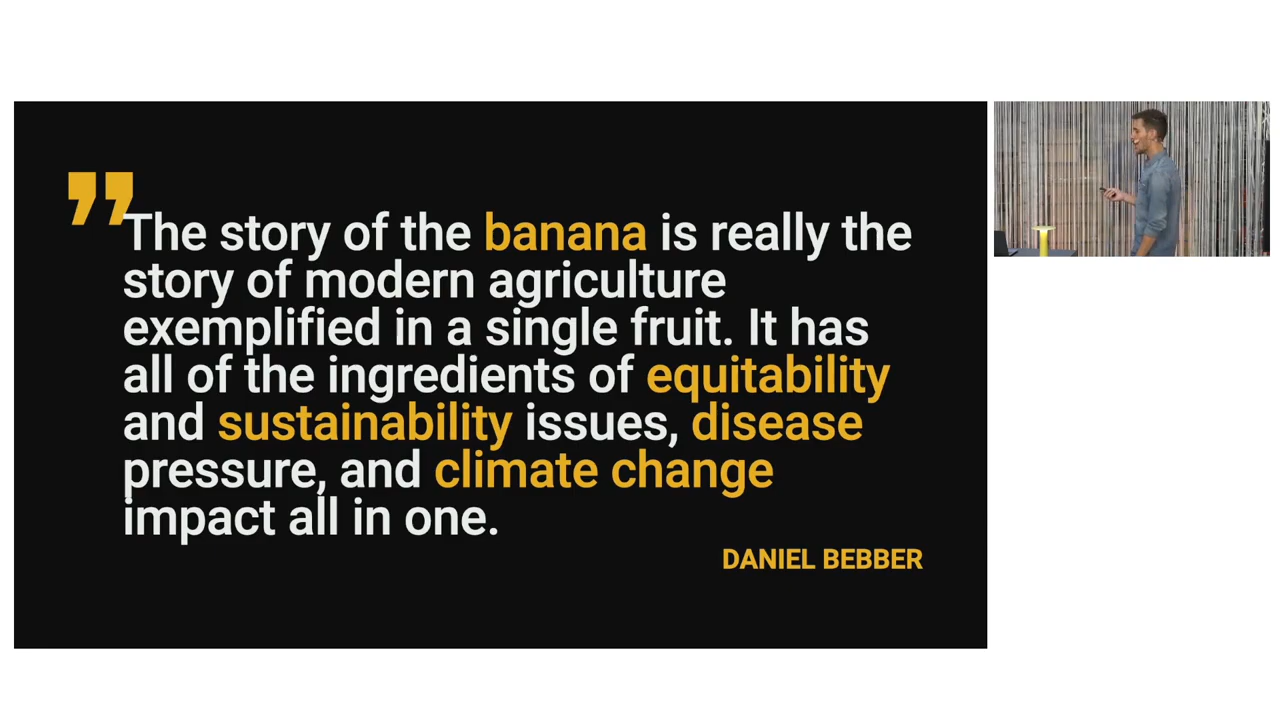 ”The story of the banana is really the
story of modern agriculture
exemplified in a single fruit. It has
all of the ingredients of equitability
and sustainability issues, disease
pressure, and climate change
impact all in one.
DANIEL BEBBER